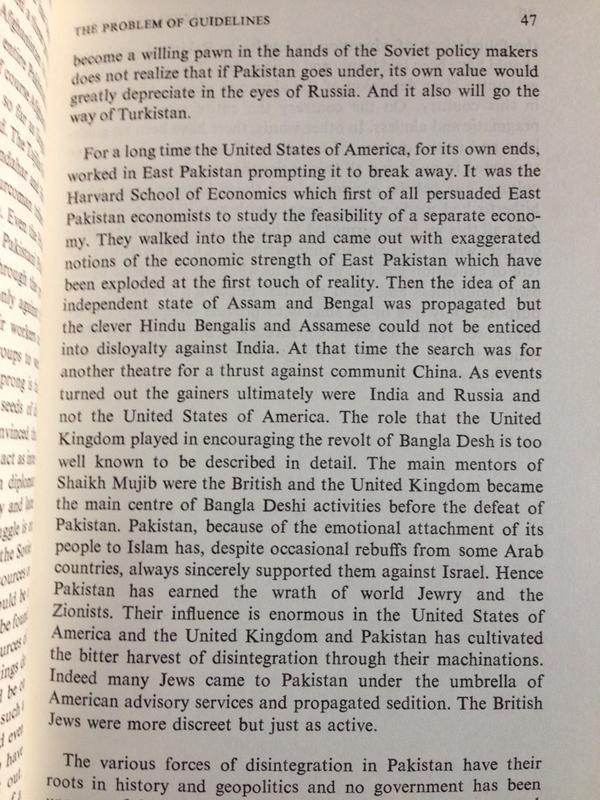 THE PROBLEM OF GUIDELINES 47
become a willing pawn in the hands of the Soviet policy makers
does not realize that if Pakistan goes under, its own value would
greatly depreciate in the eyes of Russia. And it also will go the
way of Turkistan.
For a long time the United States of America, for its own ends,
worked in East Pakistan prompting it to break away. It was the
Harvard School of Economics which first of all persuaded East
Pakistan economists to study the feasibility of a separate econo-
my. They walked into the trap and came out with exaggerated
notions of the economic strength of East Pakistan which have
been exploded at the first touch of reality. Then the idea of an
independent state of Assam and Bengal was propagated but
the clever Hindu Bengalis and Assamese could not be enticed
into disloyalty against India. At that time the search was for
another theatre for a thrust against communit China. As events
turned out the gainers ultimately were India and Russia and
not the United States of America. The role that the United
Kingdom played in encouraging the revolt of Bangla Desh is too
well known to be described in detail. The main mentors of
Shaikh Mujib were the British and the United Kingdom became
the main centre of Bangla Deshi activities before the defeat of
Pakistan. Pakistan, because of the emotional attachment of its
people to Islam has, despite occasional rebuffs from some Arab
countries, always sincerely supported them against Israel. Hence
Pakistan has earned the wrath of world Jewry and the
Zionists. Their influence is enormous in the United States of
America and the United Kingdom and Pakistan has cultivated
the bitter harvest of disintegration through their machinations.
Indeed many Jews came to Pakistan under the umbrella of
American advisory services and propagated sedition. The British
Jews were more discreet but just as active.
The various forces of disintegration in Pakistan have their
roots in history and geopolitics and no government has been